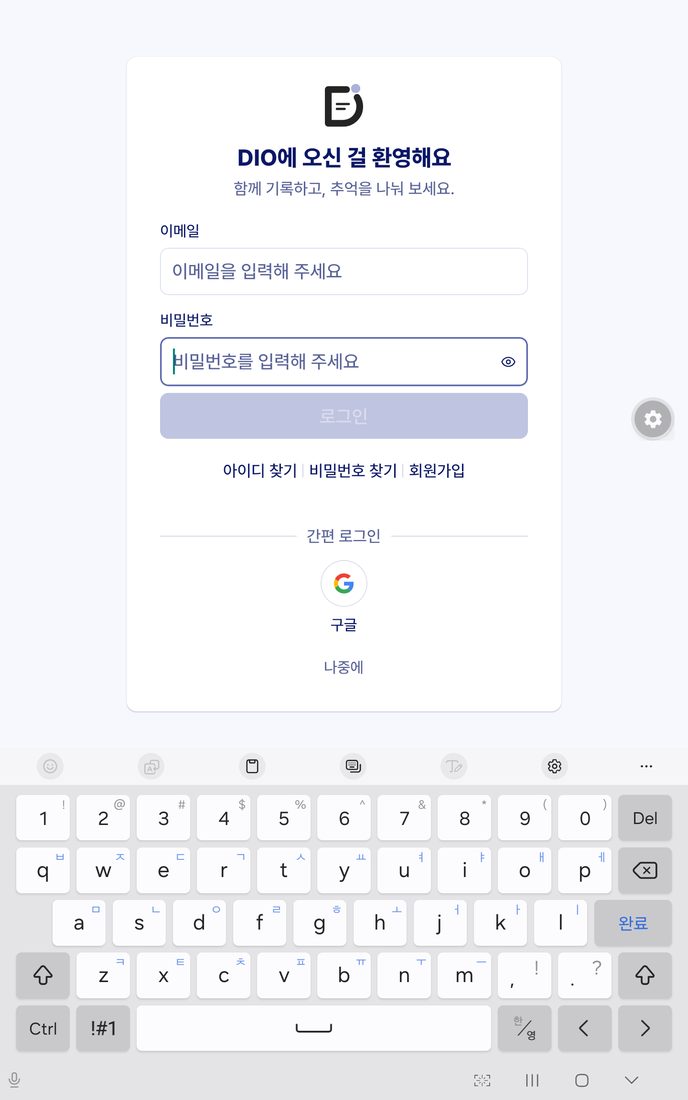 DIO에 오신 걸 환영해요
함께 기록하고, 추억을 나눠 보세요.
이메일
이메일을 입력해 주세요
비밀번호
비밀번호를 입력해 주세요
로그인
아이디 찾기 | 비밀번호 찾기 | 회원가입
간편 로그인
G
구글
나중에
1 ! 2 @ 3 # 4 $ 5 % 6 ^ 7 & 8 * 9 ( 0 ) Del
q ㅂ w ㅈ e ㄷ r ㄱ t ㅅ y ㅛ u ㅕ i ㅑ o ㅐ p ㅔ
a ㅁ s ㄴ d ㅇ f ㄹ g ㅎ h ㅗ j ㅓ k ㅏ l ㅣ 완료
z ㅋ x ㅌ c ㅊ v ㅍ b ㅠ n ㅜ m ㅡ , ! . ?
Ctrl !#1 한/영 < >